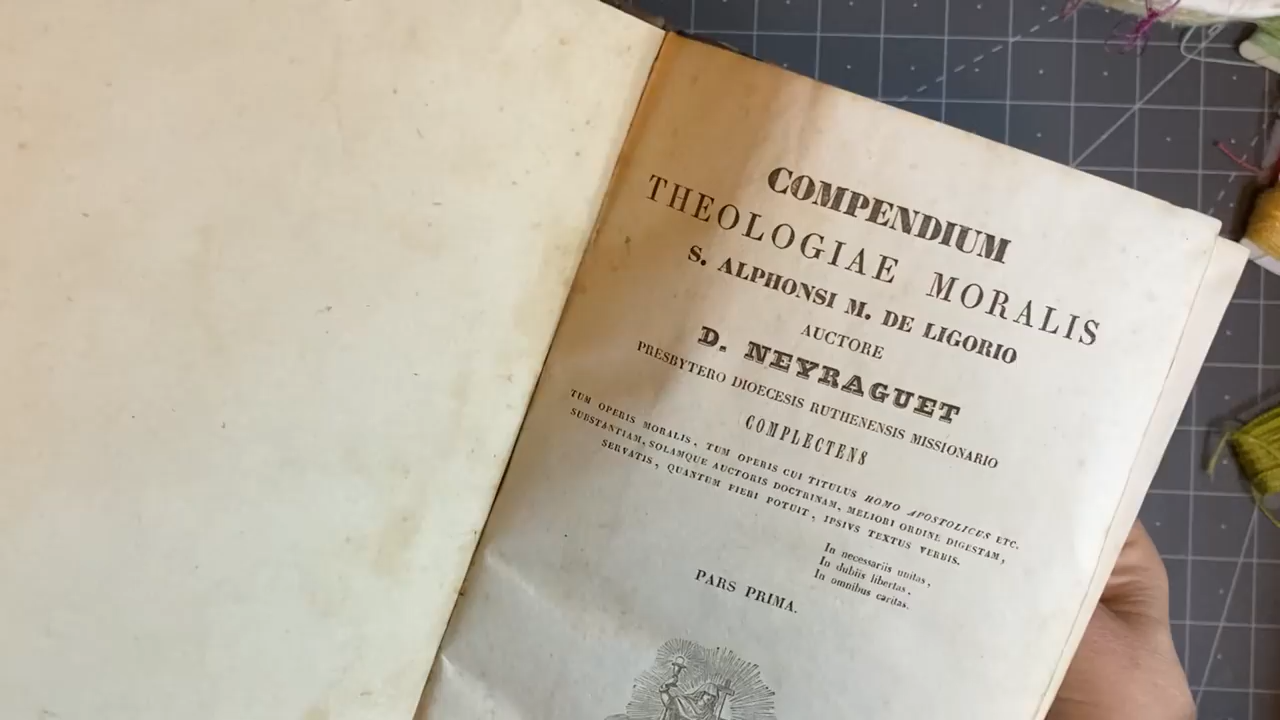 COMPENDIUM
THEOLOGIAE MORALIS
S. ALPHONSI M. DE LIGORIO
AUCTORE
D. NEYRAGUET
PRESBYTERO DIOECESIS RUTHENENSIS MISSIONARIO
COMPLECTENS
TUM OPERIS MORALIS, TUM OPERIS CUI TITULUS HOMO APOSTOLICUS ETC.
SUBSTANTIAM, SOLAMQUE AUCTORIS DOCTRINAM, MELIORI ORDINE DIGESTAM,
SERVATIS, QUANTUM FIERI POTUIT, IPSIVS TEXTUS VERBIS.
In necessariis unitas,
In dubiis libertas,
In omnibus caritas.
PARS PRIMA.